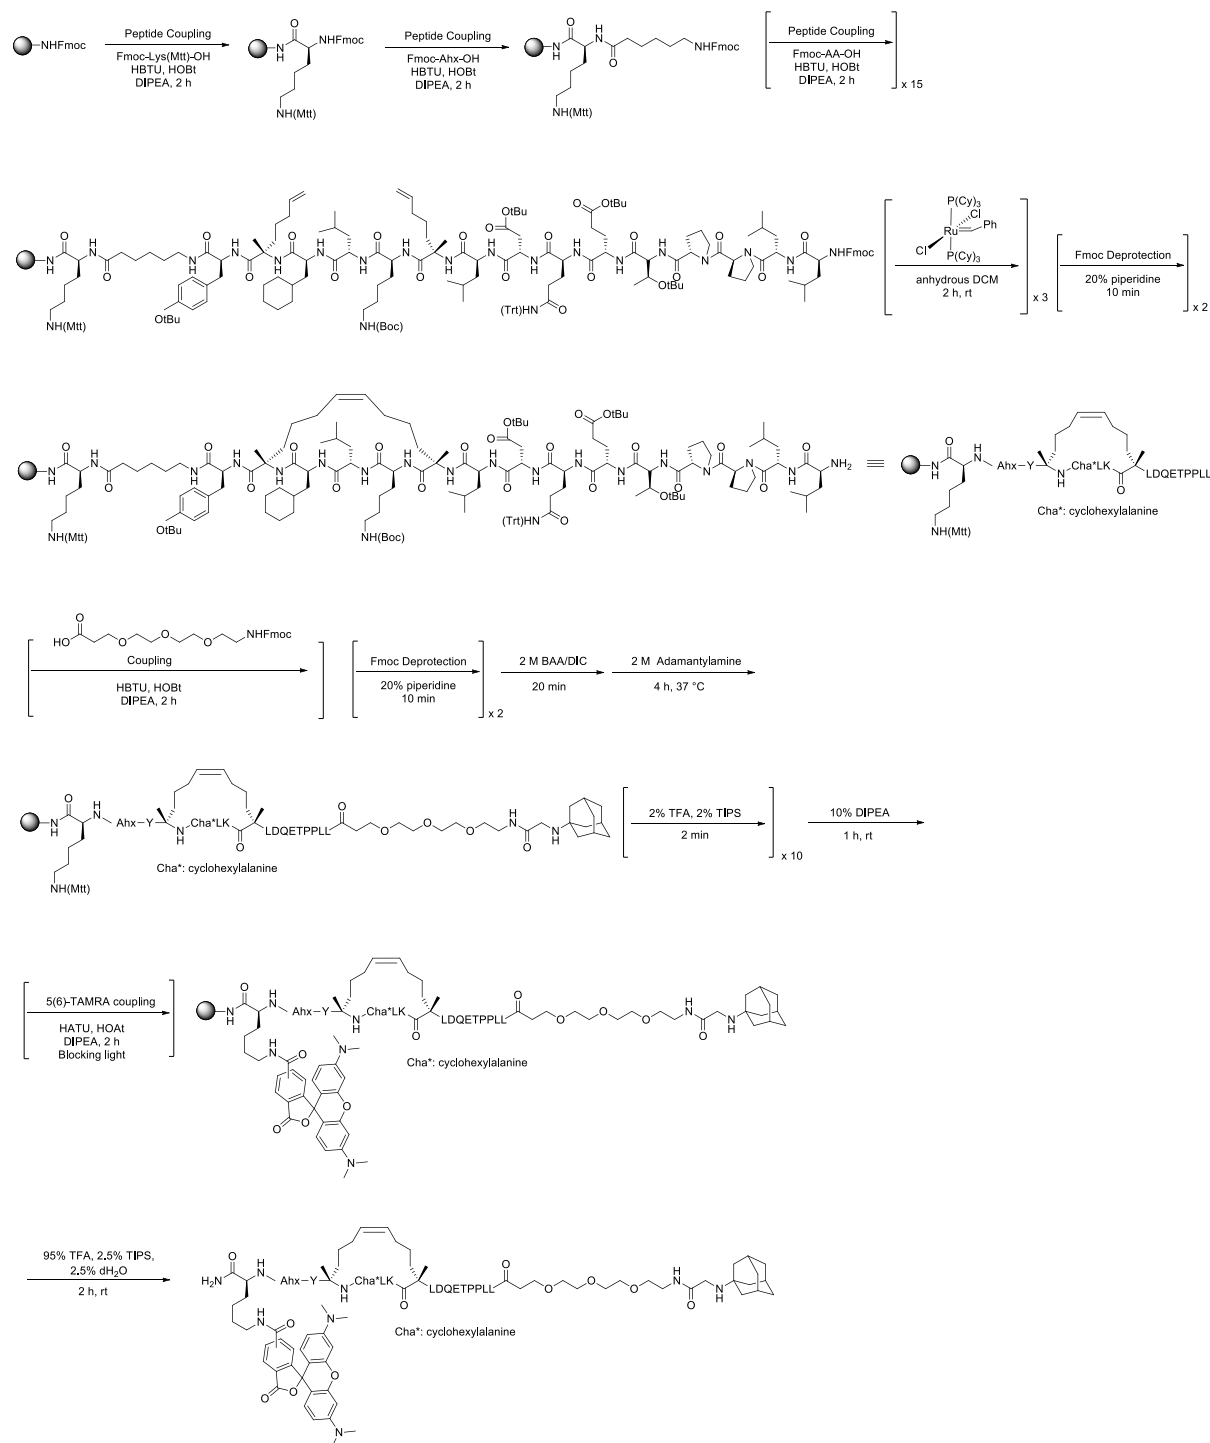 NHFmoc
Peptide Coupling
Fmoc-Lys(Mtt)-OH
HBTU, HOBt
DIPEA, 2 h
O
N
H
NHFmoc
NH(Mtt)
Peptide Coupling
Fmoc-Ahx-OH
HBTU, HOBt
DIPEA, 2 h
O
N
H
H
N
O
NHFmoc
NH(Mtt)
Peptide Coupling
Fmoc-AA-OH
HBTU, HOBt
DIPEA, 2 h
x 15
OtBu
O
O
OtBu
NHFmoc
NH(Mtt)
OtBu
NH(Boc)
(Trt)HN
O
OtBu
P(Cy)3
Cl
Ru
Ph
Cl
P(Cy)3
anhydrous DCM
2 h, rt
x 3
Fmoc Deprotection
20% piperidine
10 min
x 2
OtBu
O
O
OtBu
NH2
NH(Mtt)
OtBu
NH(Boc)
(Trt)HN
O
OtBu
O
N
H
H
N
Ahx
Y
N
H
Cha*LK
O
LDQETPPLL
Cha*: cyclohexylalanine
NH(Mtt)
O
HO
O
O
O
NHFmoc
Coupling
HBTU, HOBt
DIPEA, 2 h
Fmoc Deprotection
20% piperidine
10 min
x 2
2 M BAA/DIC
20 min
2 M Adamantylamine
4 h, 37 °C
O
N
H
H
N
Ahx
Y
N
H
Cha*LK
O
LDQETPPLL
O
O
O
O
H
N
O
N
H
Cha*: cyclohexylalanine
NH(Mtt)
2% TFA, 2% TIPS
2 min
x 10
10% DIPEA
1 h, rt
5(6)-TAMRA coupling
HATU, HOAt
DIPEA, 2 h
Blocking light
O
N
H
H
N
Ahx
Y
N
H
Cha*LK
O
LDQETPPLL
O
O
O
O
H
N
O
N
H
Cha*: cyclohexylalanine
HN
O
N
O
O
O
N
95% TFA, 2.5% TIPS,
2.5% dH2O
2 h, rt
O
H2N
H
N
Ahx
Y
N
H
Cha*LK
O
LDQETPPLL
O
O
O
O
H
N
O
N
H
Cha*: cyclohexylalanine
HN
O
N
O
O
O
N